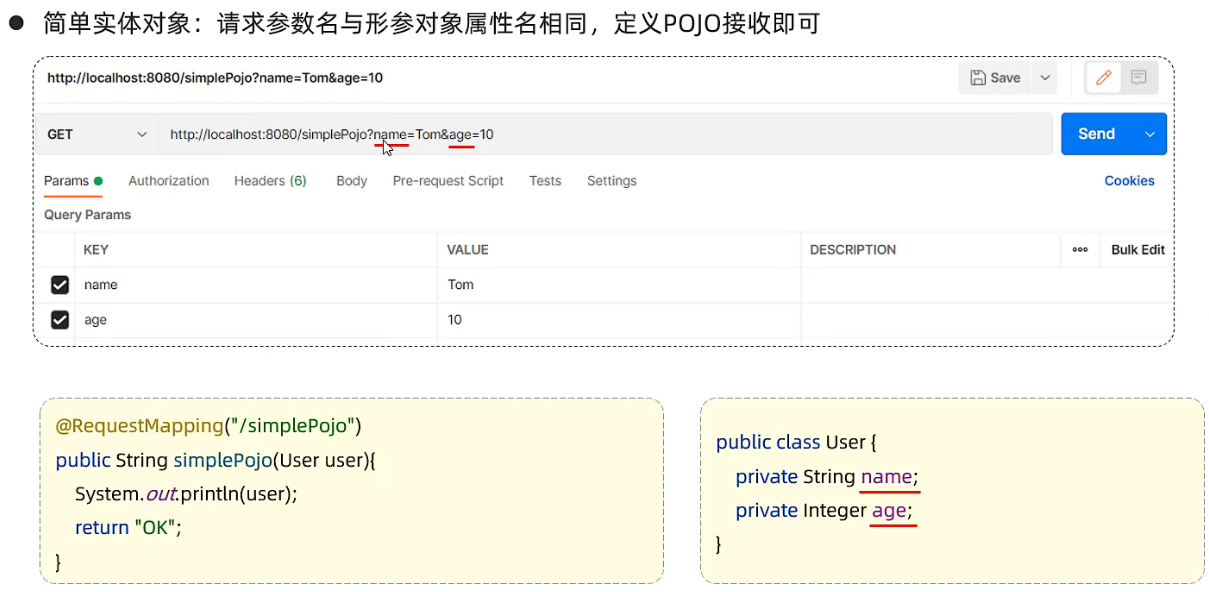 ● 简单实体对象：请求参数名与形参对象属性名相同，定义POJO接收即可
http://localhost:8080/simplePojo?name=Tom&age=10
Save
GET http://localhost:8080/simplePojo?name=Tom&age=10 Send
Params Authorization Headers (6) Body Pre-request Script Tests Settings Cookies
Query Params
KEY VALUE DESCRIPTION ooo Bulk Edit
name Tom
age 10
@RequestMapping("/simplePojo")
public String simplePojo(User user){
System.out.println(user);
return "OK";
}
public class User {
private String name;
private Integer age;
}